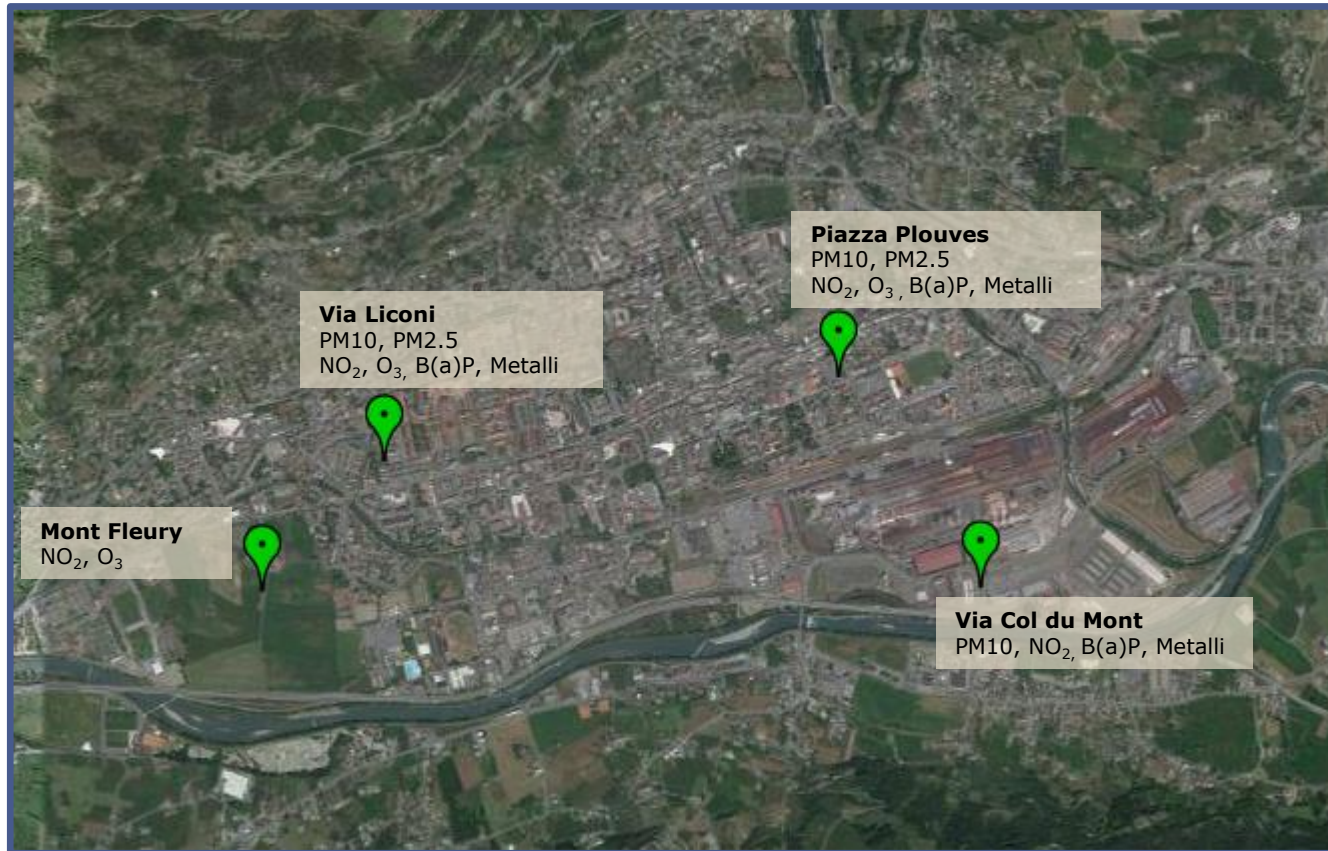 Piazza Plouves
PM10, PM2.5
NO₂, O₃, B(a)P, Metalli
Via Liconi
PM10, PM2.5
NO₂, O₃, B(a)P, Metalli
Mont Fleury
NO₂, O₃
Via Col du Mont
PM10, NO₂, B(a)P, Metalli